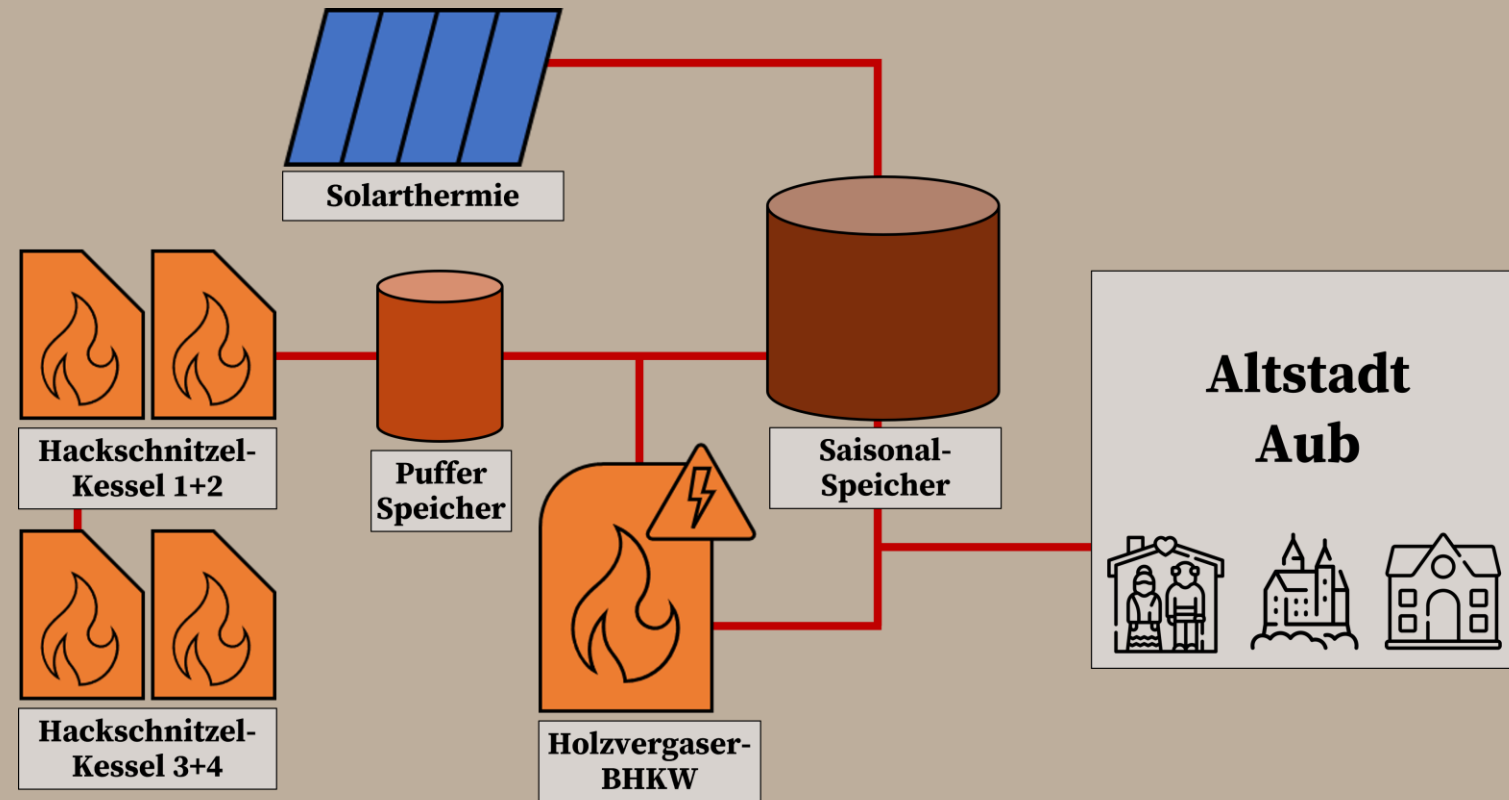 Solarthermie
Hackschnitzel-
Kessel 1+2
Puffer
Speicher
Saisonal-
Speicher
Altstadt
Aub
Hackschnitzel-
Kessel 3+4
Holzvergaser-
BHKW